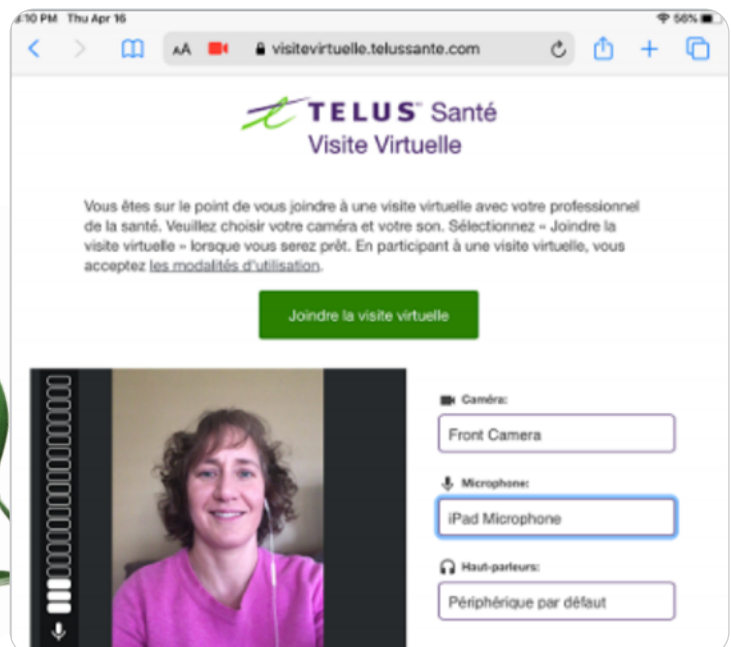 :10 PM Thu Apr 16
56%
AA
visitevirtuelle.telussante.com
TELUS™ Santé
Visite Virtuelle
Vous êtes sur le point de vous joindre à une visite virtuelle avec votre professionnel
de la santé. Veuillez choisir votre caméra et votre son. Sélectionnez « Joindre la
visite virtuelle » lorsque vous serez prêt. En participant à une visite virtuelle, vous
acceptez les modalités d'utilisation.
Joindre la visite virtuelle
Caméra:
Front Camera
Microphone:
iPad Microphone
Haut-parleurs:
Périphérique par défaut